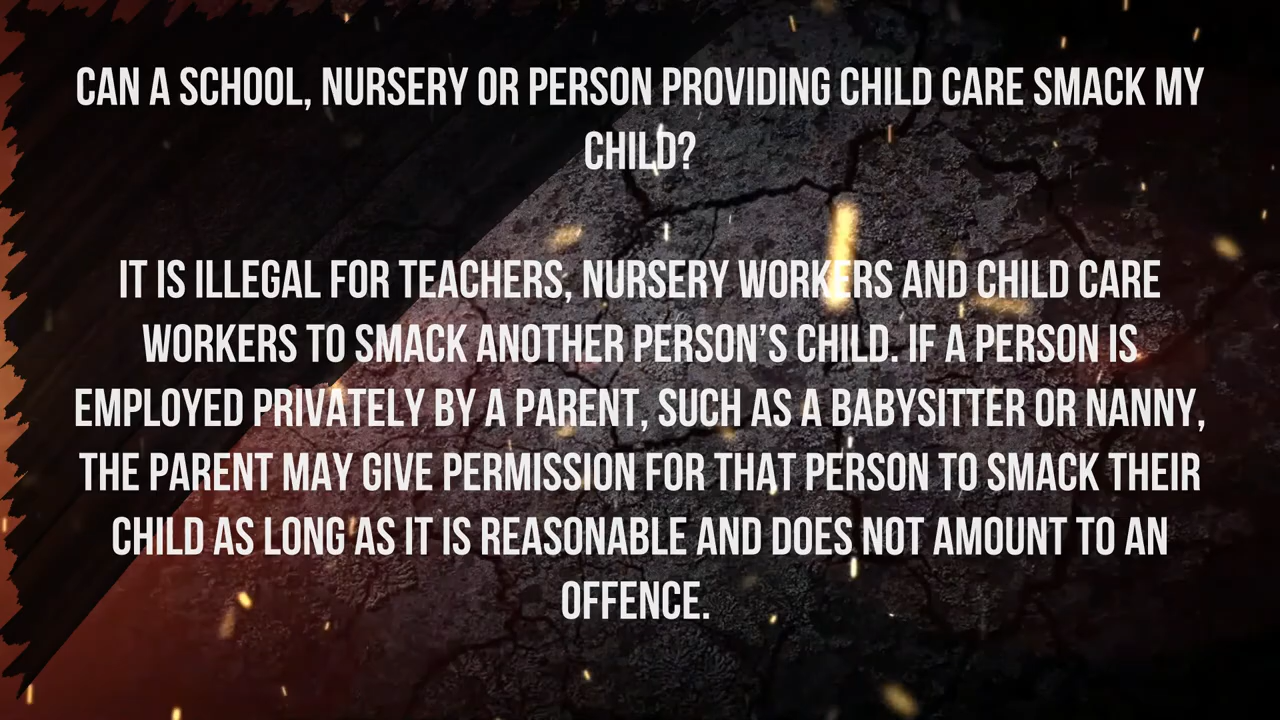 CAN A SCHOOL, NURSERY OR PERSON PROVIDING CHILD CARE SMACK MY
CHILD?
IT IS ILLEGAL FOR TEACHERS, NURSERY WORKERS AND CHILD CARE
WORKERS TO SMACK ANOTHER PERSON’S CHILD. IF A PERSON IS
EMPLOYED PRIVATELY BY A PARENT, SUCH AS A BABYSITTER OR NANNY,
THE PARENT MAY GIVE PERMISSION FOR THAT PERSON TO SMACK THEIR
CHILD AS LONG AS IT IS REASONABLE AND DOES NOT AMOUNT TO AN
OFFENCE.